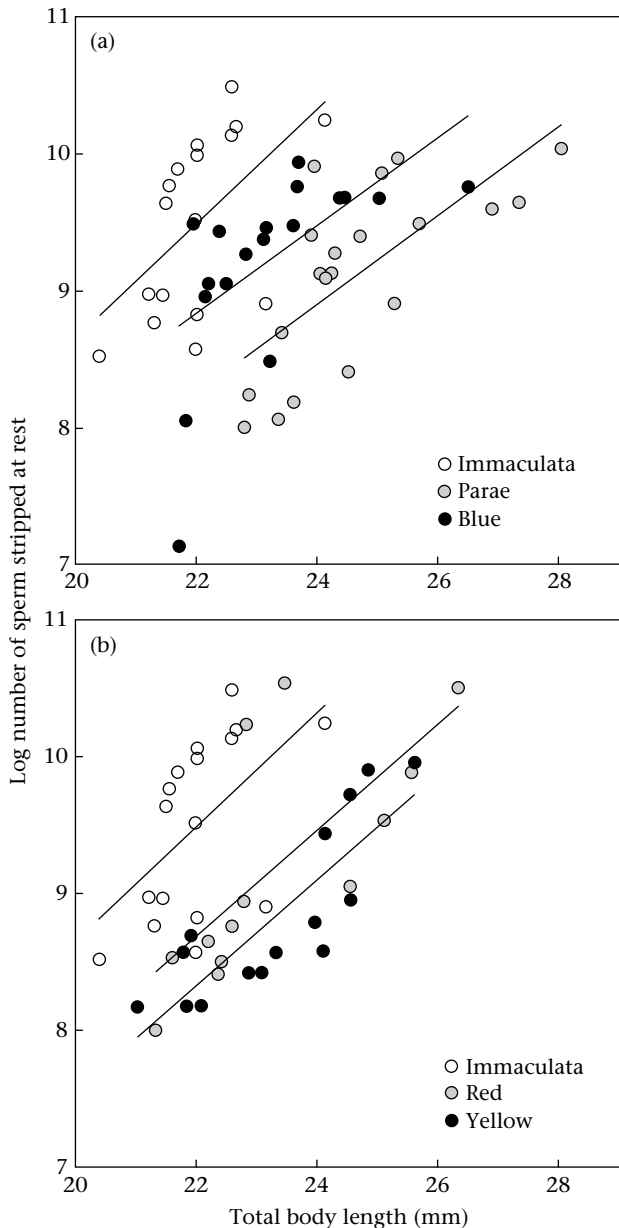 Log number of sperm stripped at rest
(a)
11
10
9
8
7
Immaculata
Parae
Blue
20 22 24 26 28
(b)
11
10
9
8
7
Immaculata
Red
Yellow
20 22 24 26 28
Total body length (mm)